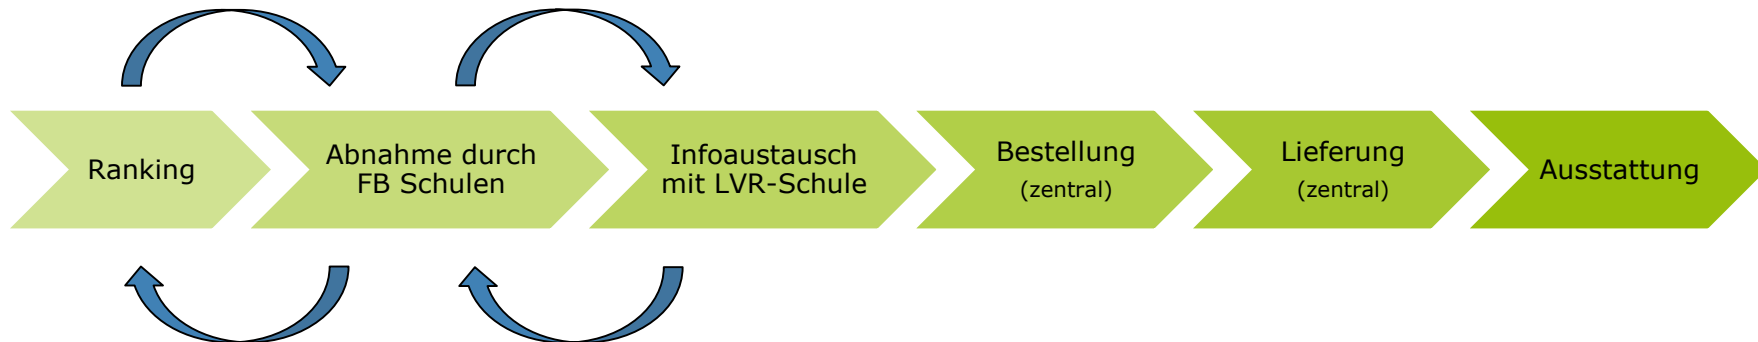 Ranking
Abnahme durch
FB Schulen
Infoaustausch
mit LVR-Schule
Bestellung
(zentral)
Lieferung
(zentral)
Ausstattung